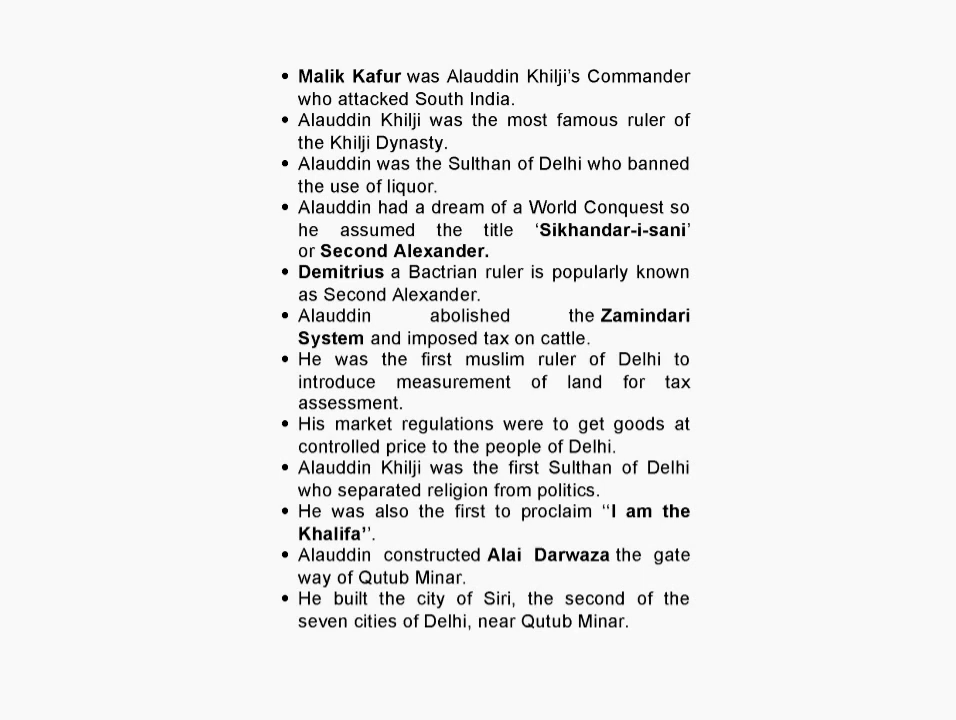 • Malik Kafur was Alauddin Khilji's Commander
who attacked South India.
• Alauddin Khilji was the most famous ruler of
the Khilji Dynasty.
• Alauddin was the Sulthan of Delhi who banned
the use of liquor.
• Alauddin had a dream of a World Conquest so
he assumed the title ‘Sikhandar-i-sani’
or Second Alexander.
• Demitrius a Bactrian ruler is popularly known
as Second Alexander.
• Alauddin abolished the Zamindari
System and imposed tax on cattle.
• He was the first muslim ruler of Delhi to
introduce measurement of land for tax
assessment.
• His market regulations were to get goods at
controlled price to the people of Delhi.
• Alauddin Khilji was the first Sulthan of Delhi
who separated religion from politics.
• He was also the first to proclaim ‘‘I am the
Khalifa’’.
• Alauddin constructed Alai Darwaza the gate
way of Qutub Minar.
• He built the city of Siri, the second of the
seven cities of Delhi, near Qutub Minar.